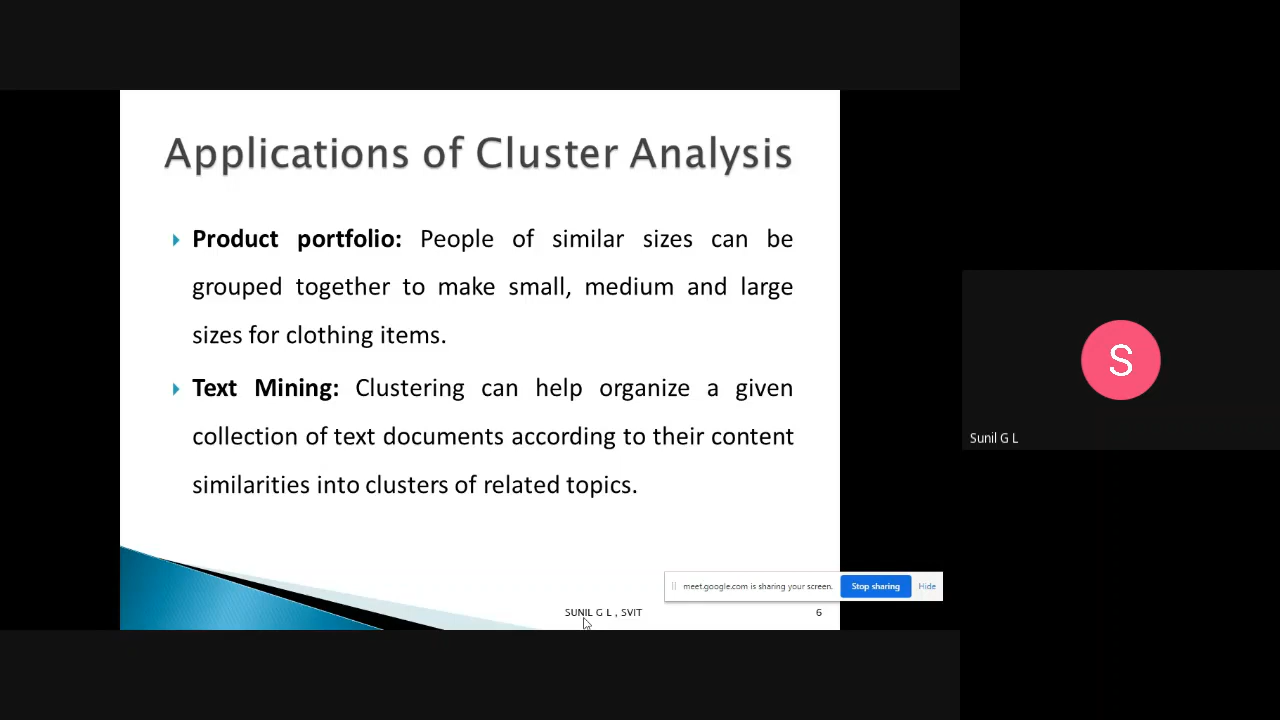 Applications of Cluster Analysis
Product portfolio: People of similar sizes can be
grouped together to make small, medium and large
sizes for clothing items.
Text Mining: Clustering can help organize a given
collection of text documents according to their content
similarities into clusters of related topics.
S
Sunil G L
meet.google.com is sharing your screen.
Stop sharing
Hide
SUNIL G L , SVIT
6